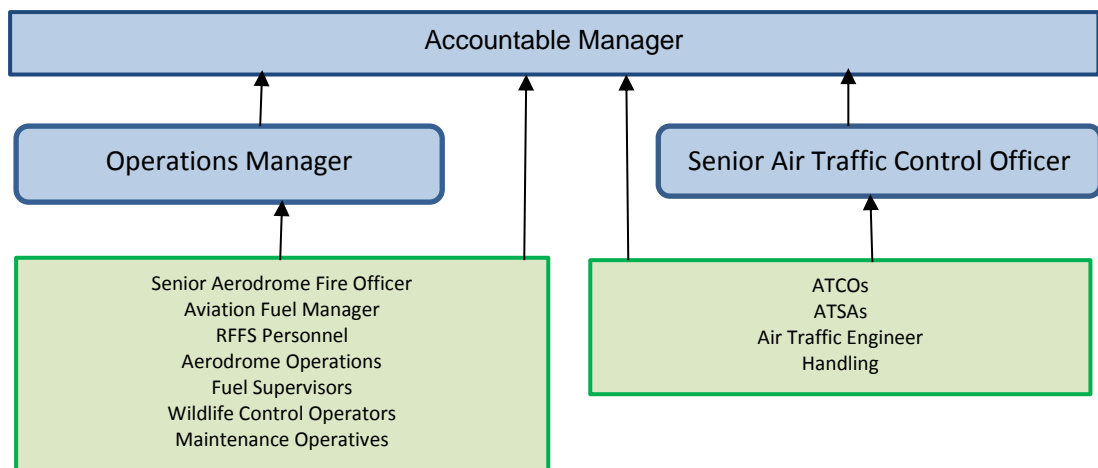 Accountable Manager
Operations Manager
Senior Air Traffic Control Officer
Senior Aerodrome Fire Officer
Aviation Fuel Manager
RFFS Personnel
Aerodrome Operations
Fuel Supervisors
Wildlife Control Operators
Maintenance Operatives
ATCOs
ATSAs
Air Traffic Engineer
Handling